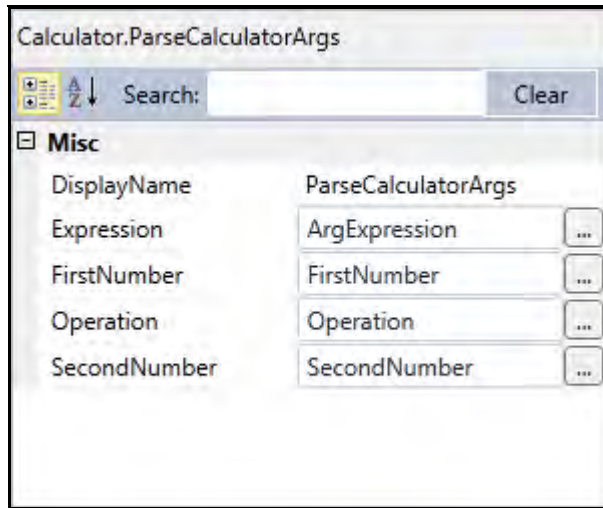 Calculator.ParseCalculatorArgs
A Z Search: Clear
Misc
DisplayName ParseCalculatorArgs
Expression ArgExpression ...
FirstNumber FirstNumber ...
Operation Operation ...
SecondNumber SecondNumber ...